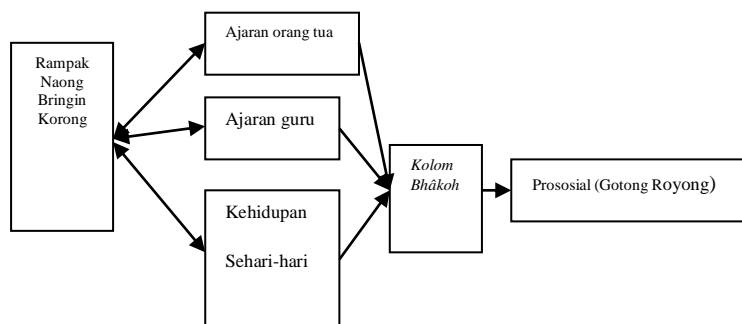 Rampak
Naong
Bringin
Korong
Ajaran orang tua
Ajaran guru
Kehidupan
Sehari-hari
Kolom
Bhâkoh
Prososial (Gotong Royong)